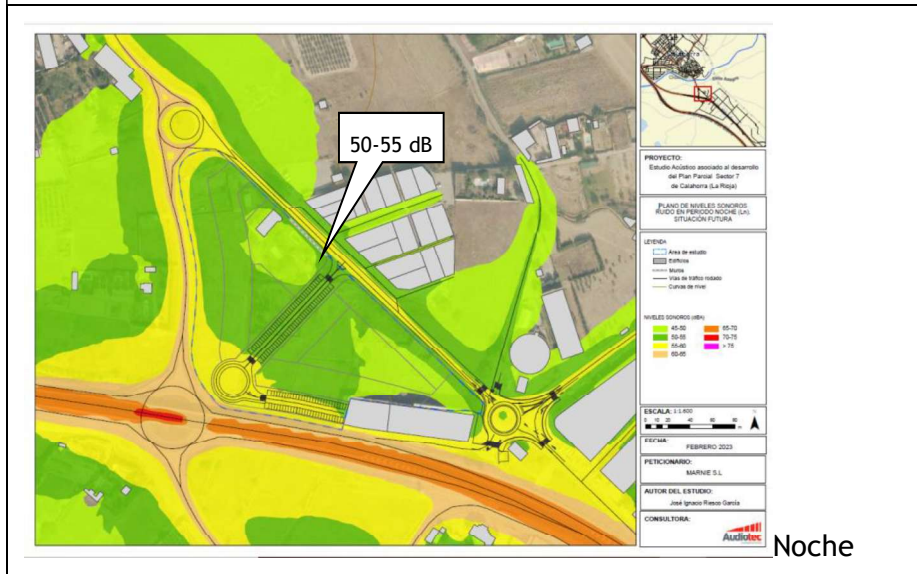 50-55 dB
PROYECTO:
Estudio Acústico asociado al desarrollo
del Plan Parcial Sector 7
de Calahorra (La Rioja)
PLANO DE NIVELES SONOROS
RUIDO EN PERIODO NOCHE (Ln).
SITUACIÓN FUTURA
LEYENDA
Área de estudio
Edificios
Muros
Vías de tráfico rodado
Curvas de nivel
NIVELES SONOROS (dBA)
45-50 65-70
50-55 70-75
55-60 > 75
60-65
ESCALA: 1:1.600
FECHA:
FEBRERO 2023
PETICIONARIO:
MARNIE S.L
AUTOR DEL ESTUDIO:
José Ignacio Riesco García
CONSULTORA:
Audiotec
Noche